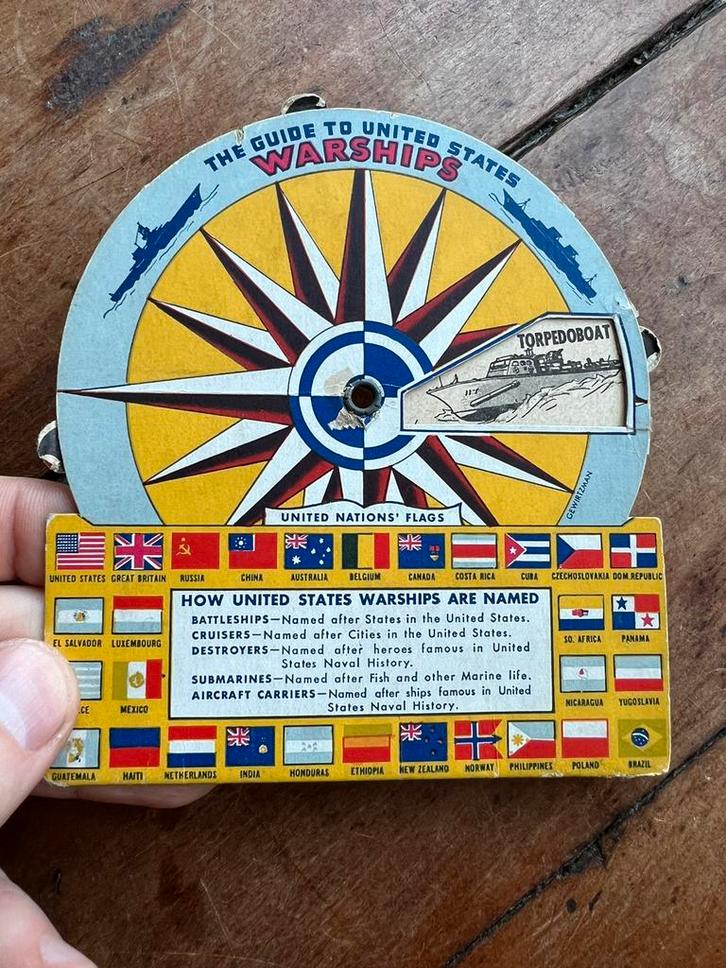 THE GUIDE TO UNITED STATES
WARSHIPS
TORPEDOBOAT
GEWIRTZMAN
UNITED NATIONS' FLAGS
UNITED STATES GREAT BRITAIN RUSSIA CHINA AUSTRALIA BELGIUM CANADA COSTA RICA CUBA CZECHOSLOVAKIA DOM.REPUBLIC
HOW UNITED STATES WARSHIPS ARE NAMED
BATTLESHIPS—Named after States in the United States.
CRUISERS—Named after Cities in the United States.
DESTROYERS—Named after heroes famous in United
States Naval History.
SUBMARINES—Named after Fish and other Marine life.
AIRCRAFT CARRIERS—Named after ships famous in United
States Naval History.
EL SALVADOR LUXEMBOURG SO. AFRICA PANAMA
MEXICO NICARAGUA YUGOSLAVIA
GUATEMALA HAITI NETHERLANDS INDIA HONDURAS ETHIOPIA NEW ZEALAND NORWAY PHILIPPINES POLAND BRAZIL